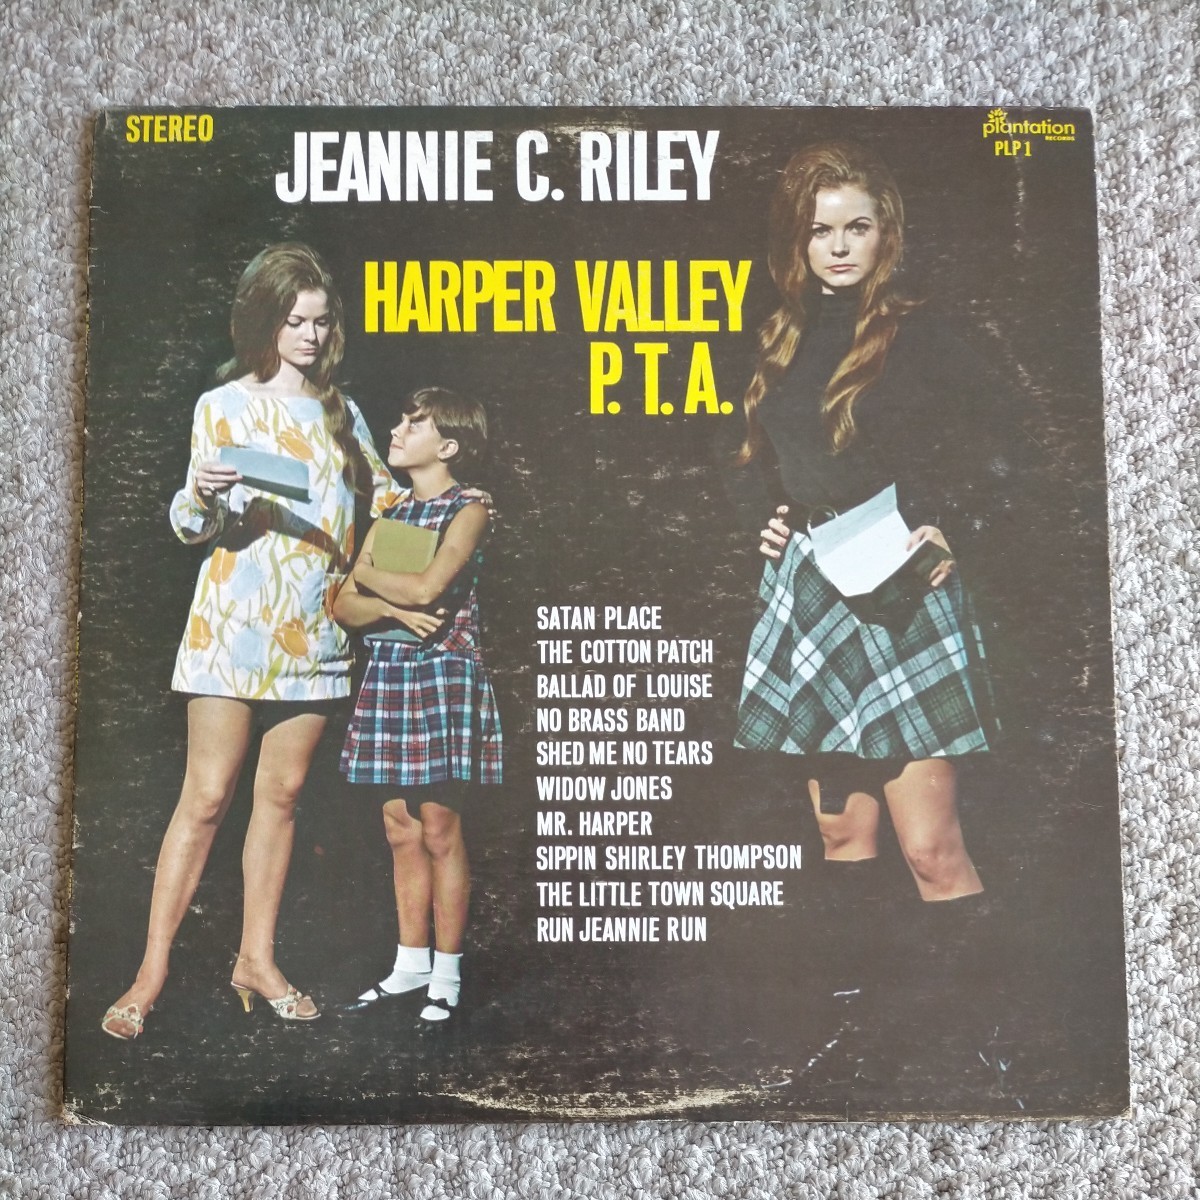 STEREO
JEANNIE C. RILEY
plantation
RECORDS
PLP 1
HARPER VALLEY
P.T.A.
SATAN PLACE
THE COTTON PATCH
BALLAD OF LOUISE
NO BRASS BAND
SHED ME NO TEARS
WIDOW JONES
MR. HARPER
SIPPIN SHIRLEY THOMPSON
THE LITTLE TOWN SQUARE
RUN JEANNIE RUN